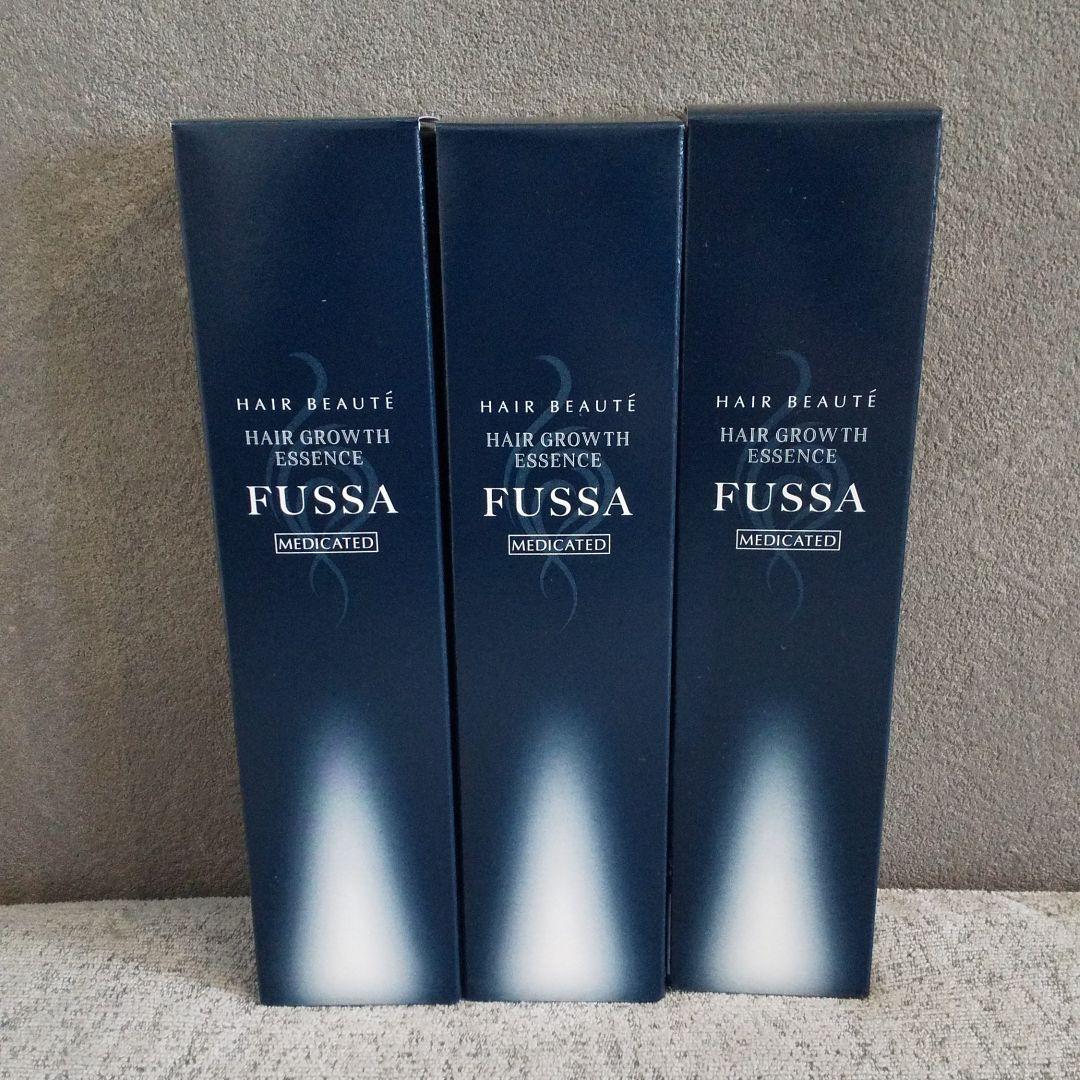 HAIR BEAUTÉ
HAIR GROWTH
ESSENCE
FUSSA
MEDICATED
HAIR BEAUTÉ
HAIR GROWTH
ESSENCE
FUSSA
MEDICATED
HAIR BEAUTÉ
HAIR GROWTH
ESSENCE
FUSSA
MEDICATED